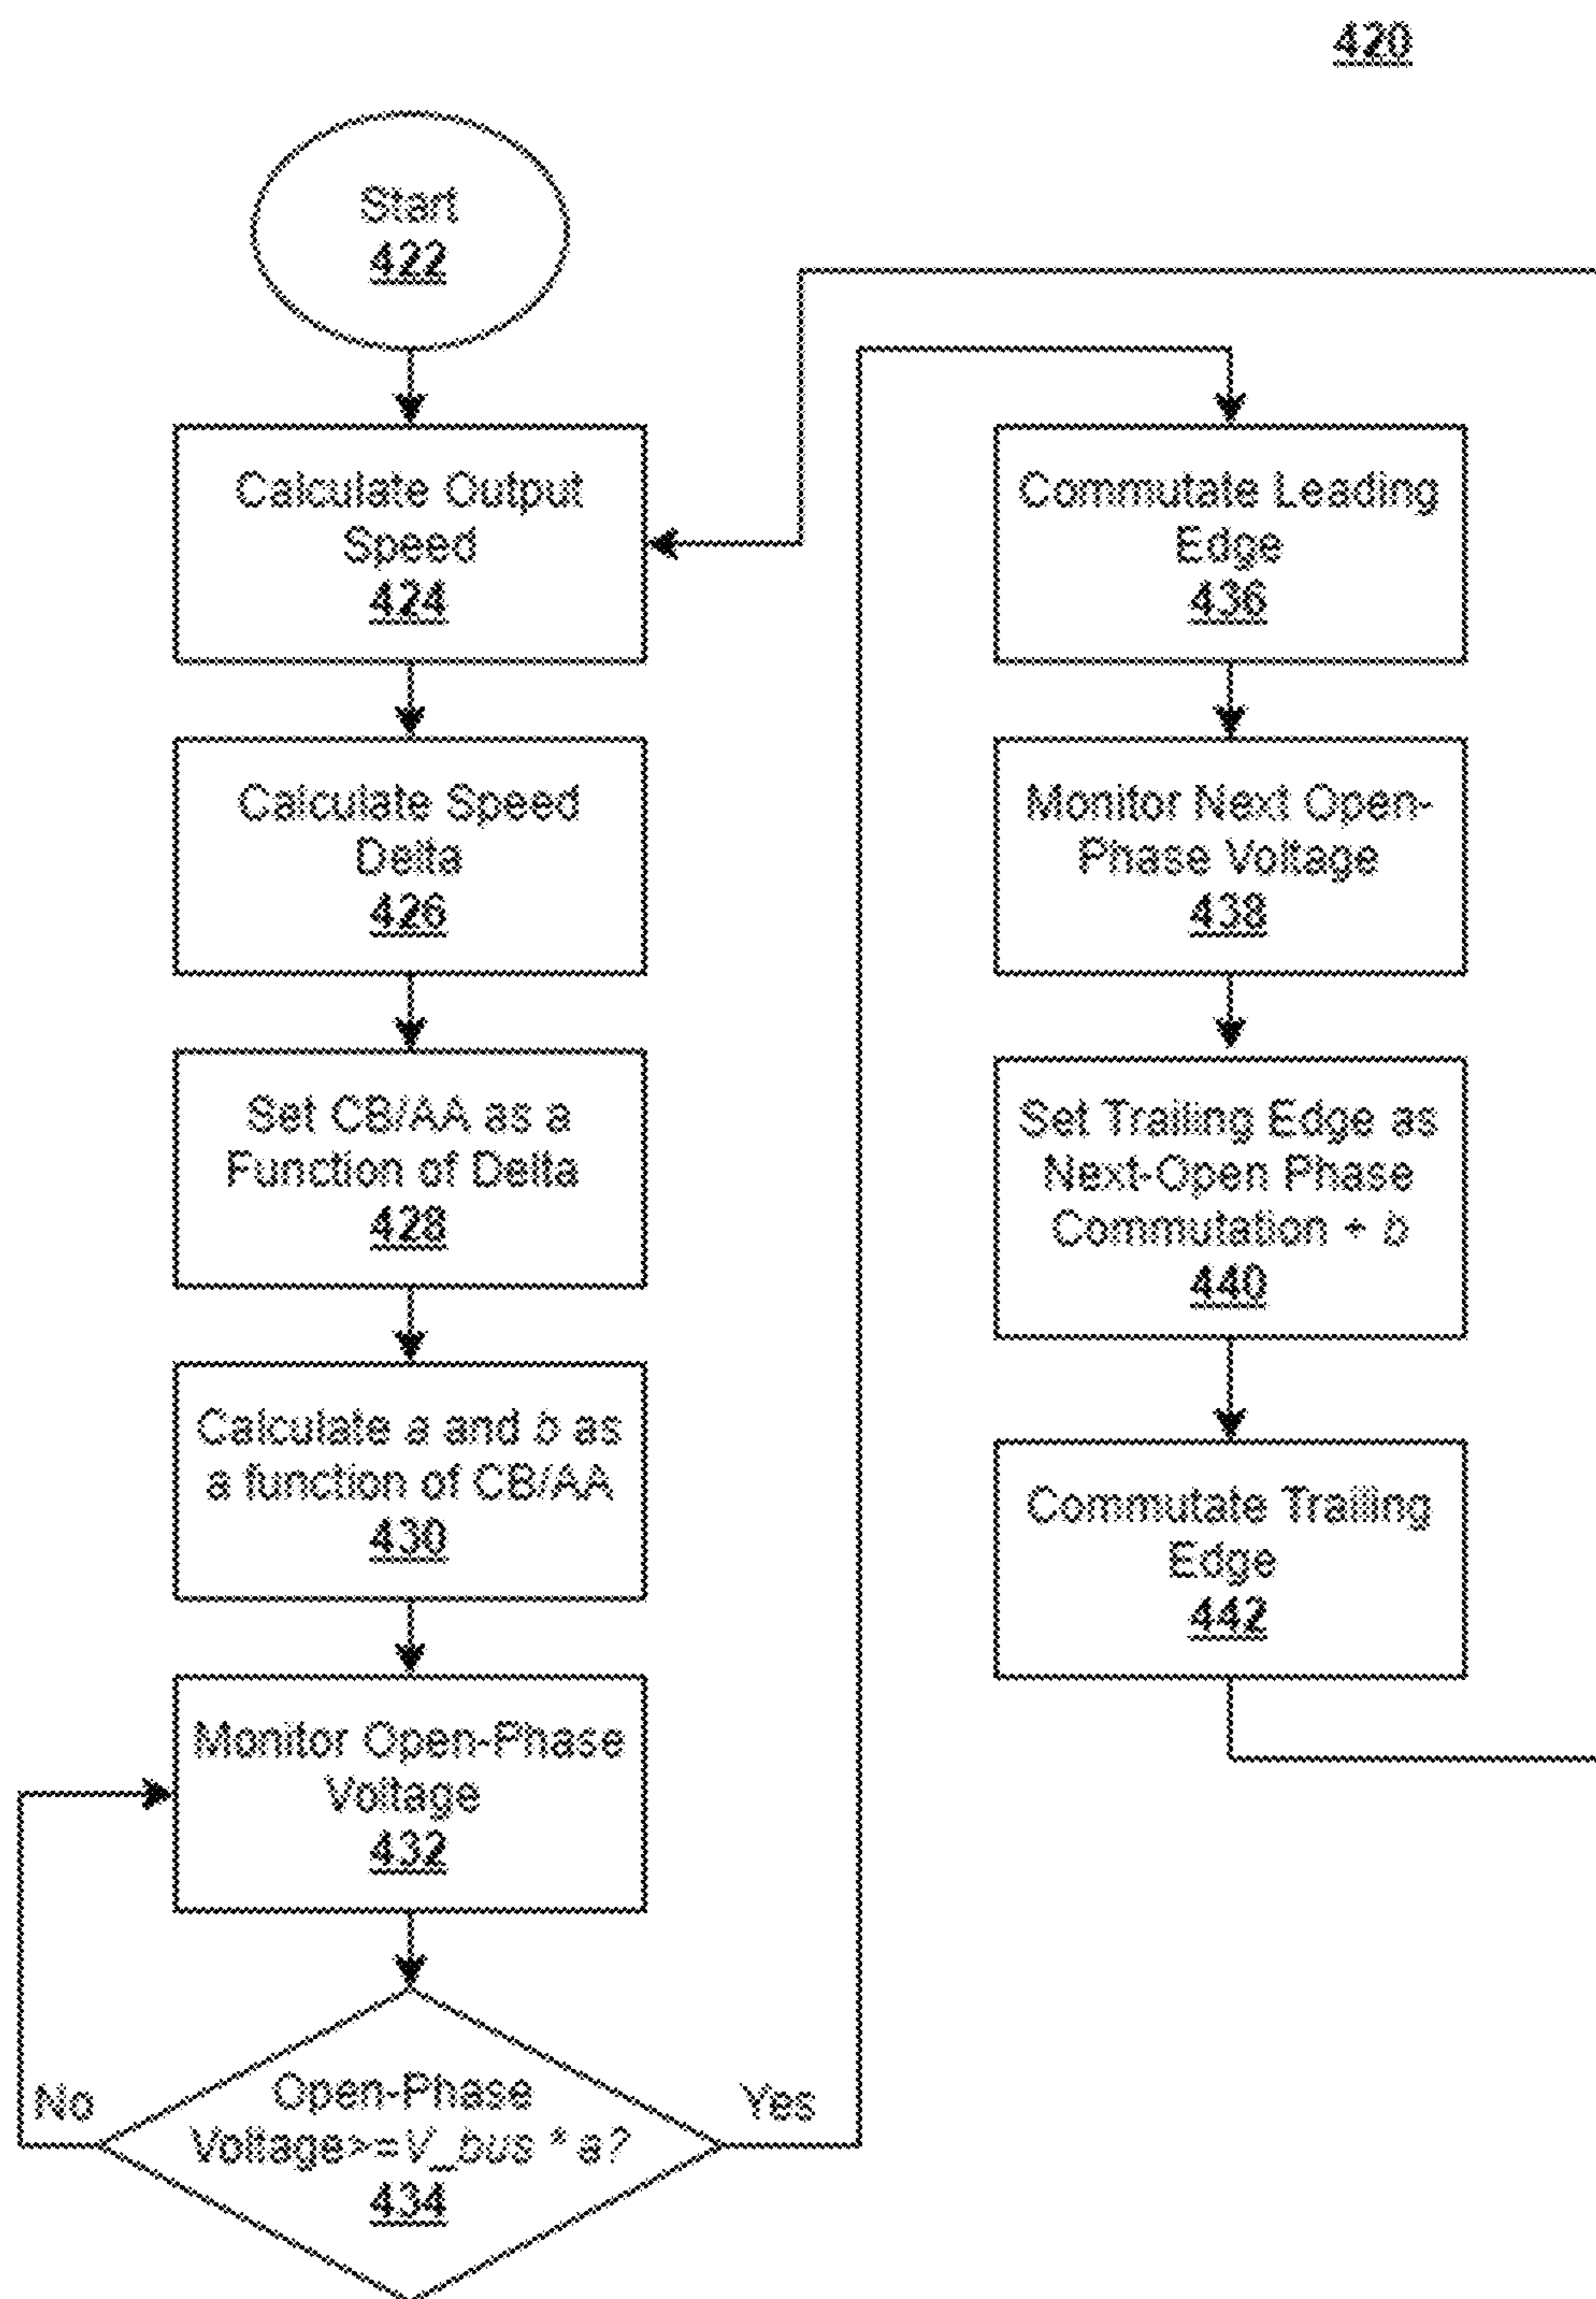 420
Start
422
Calculate Output
Speed
424
Calculate Speed
Delta
426
Set CB/AA as a
Function of Delta
428
Calculate a and b as
a function of CB/AA
430
Monitor Open-Phase
Voltage
432
No
Open-Phase
Voltage>=V_bus * a?
434
Yes
Commutate Leading
Edge
436
Monitor Next Open-
Phase Voltage
438
Set Trailing Edge as
Next-Open Phase
Commutation + b
440
Commutate Trailing
Edge
442